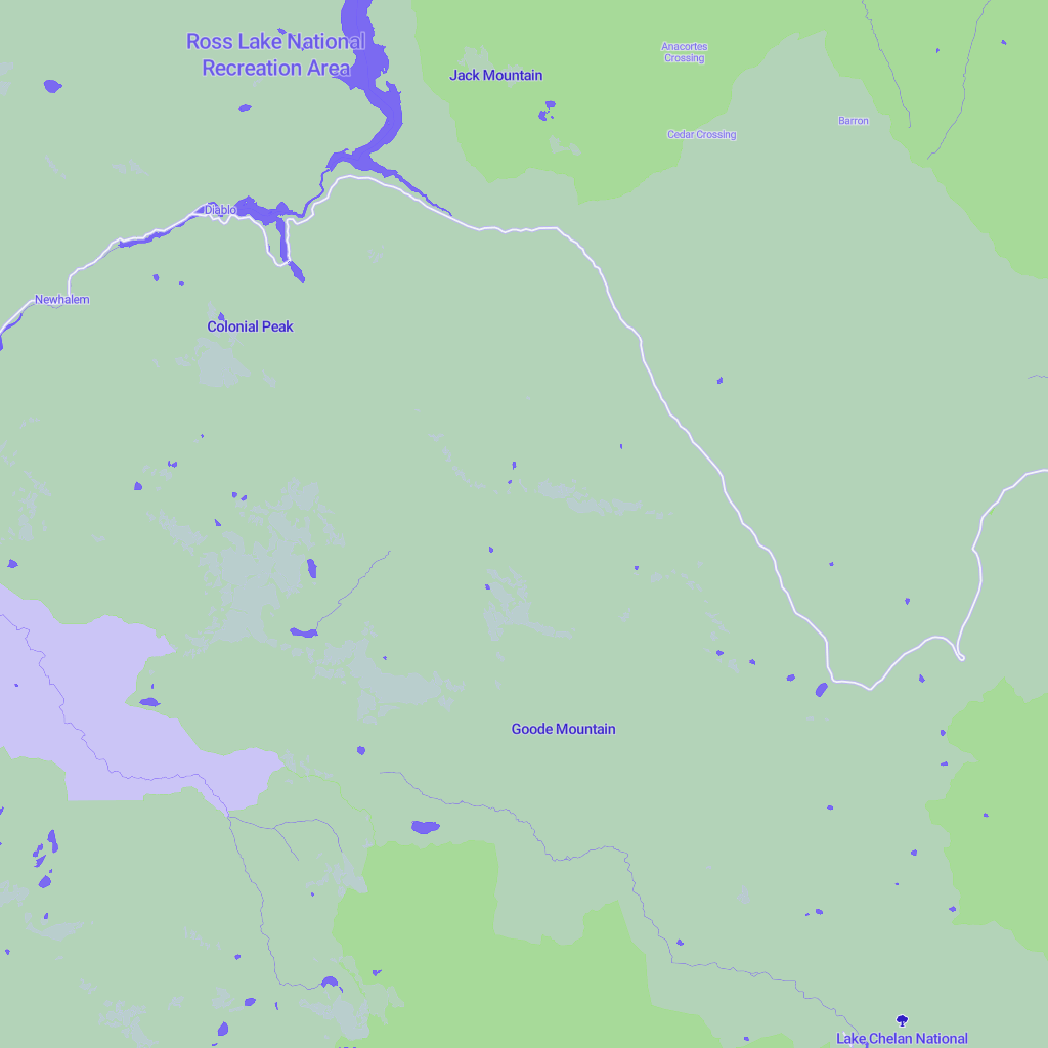 Ross Lake National
Recreation Area
Anacortes
Crossing
Jack Mountain
Barron
Cedar Crossing
Diablo
Newhalem
Colonial Peak
Goode Mountain
Lake Chelan National